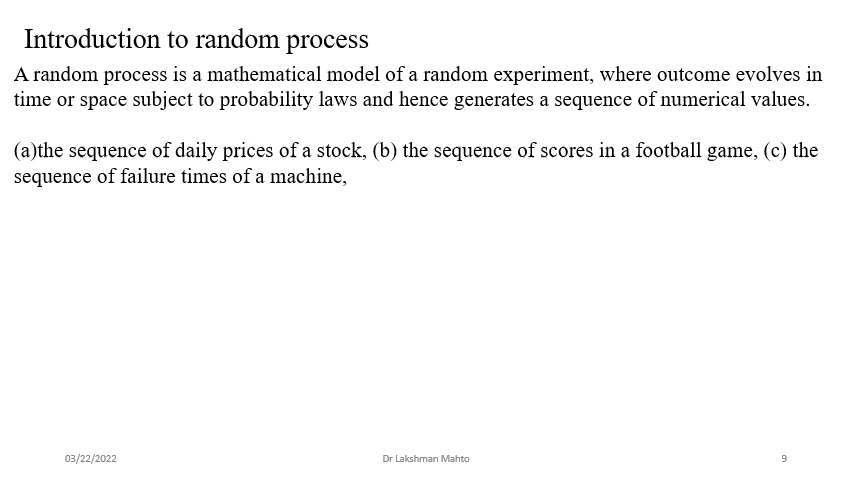 Introduction to random process
A random process is a mathematical model of a random experiment, where outcome evolves in
time or space subject to probability laws and hence generates a sequence of numerical values.
(a)the sequence of daily prices of a stock, (b) the sequence of scores in a football game, (c) the
sequence of failure times of a machine,
03/22/2022
Dr Lakshman Mahto
9